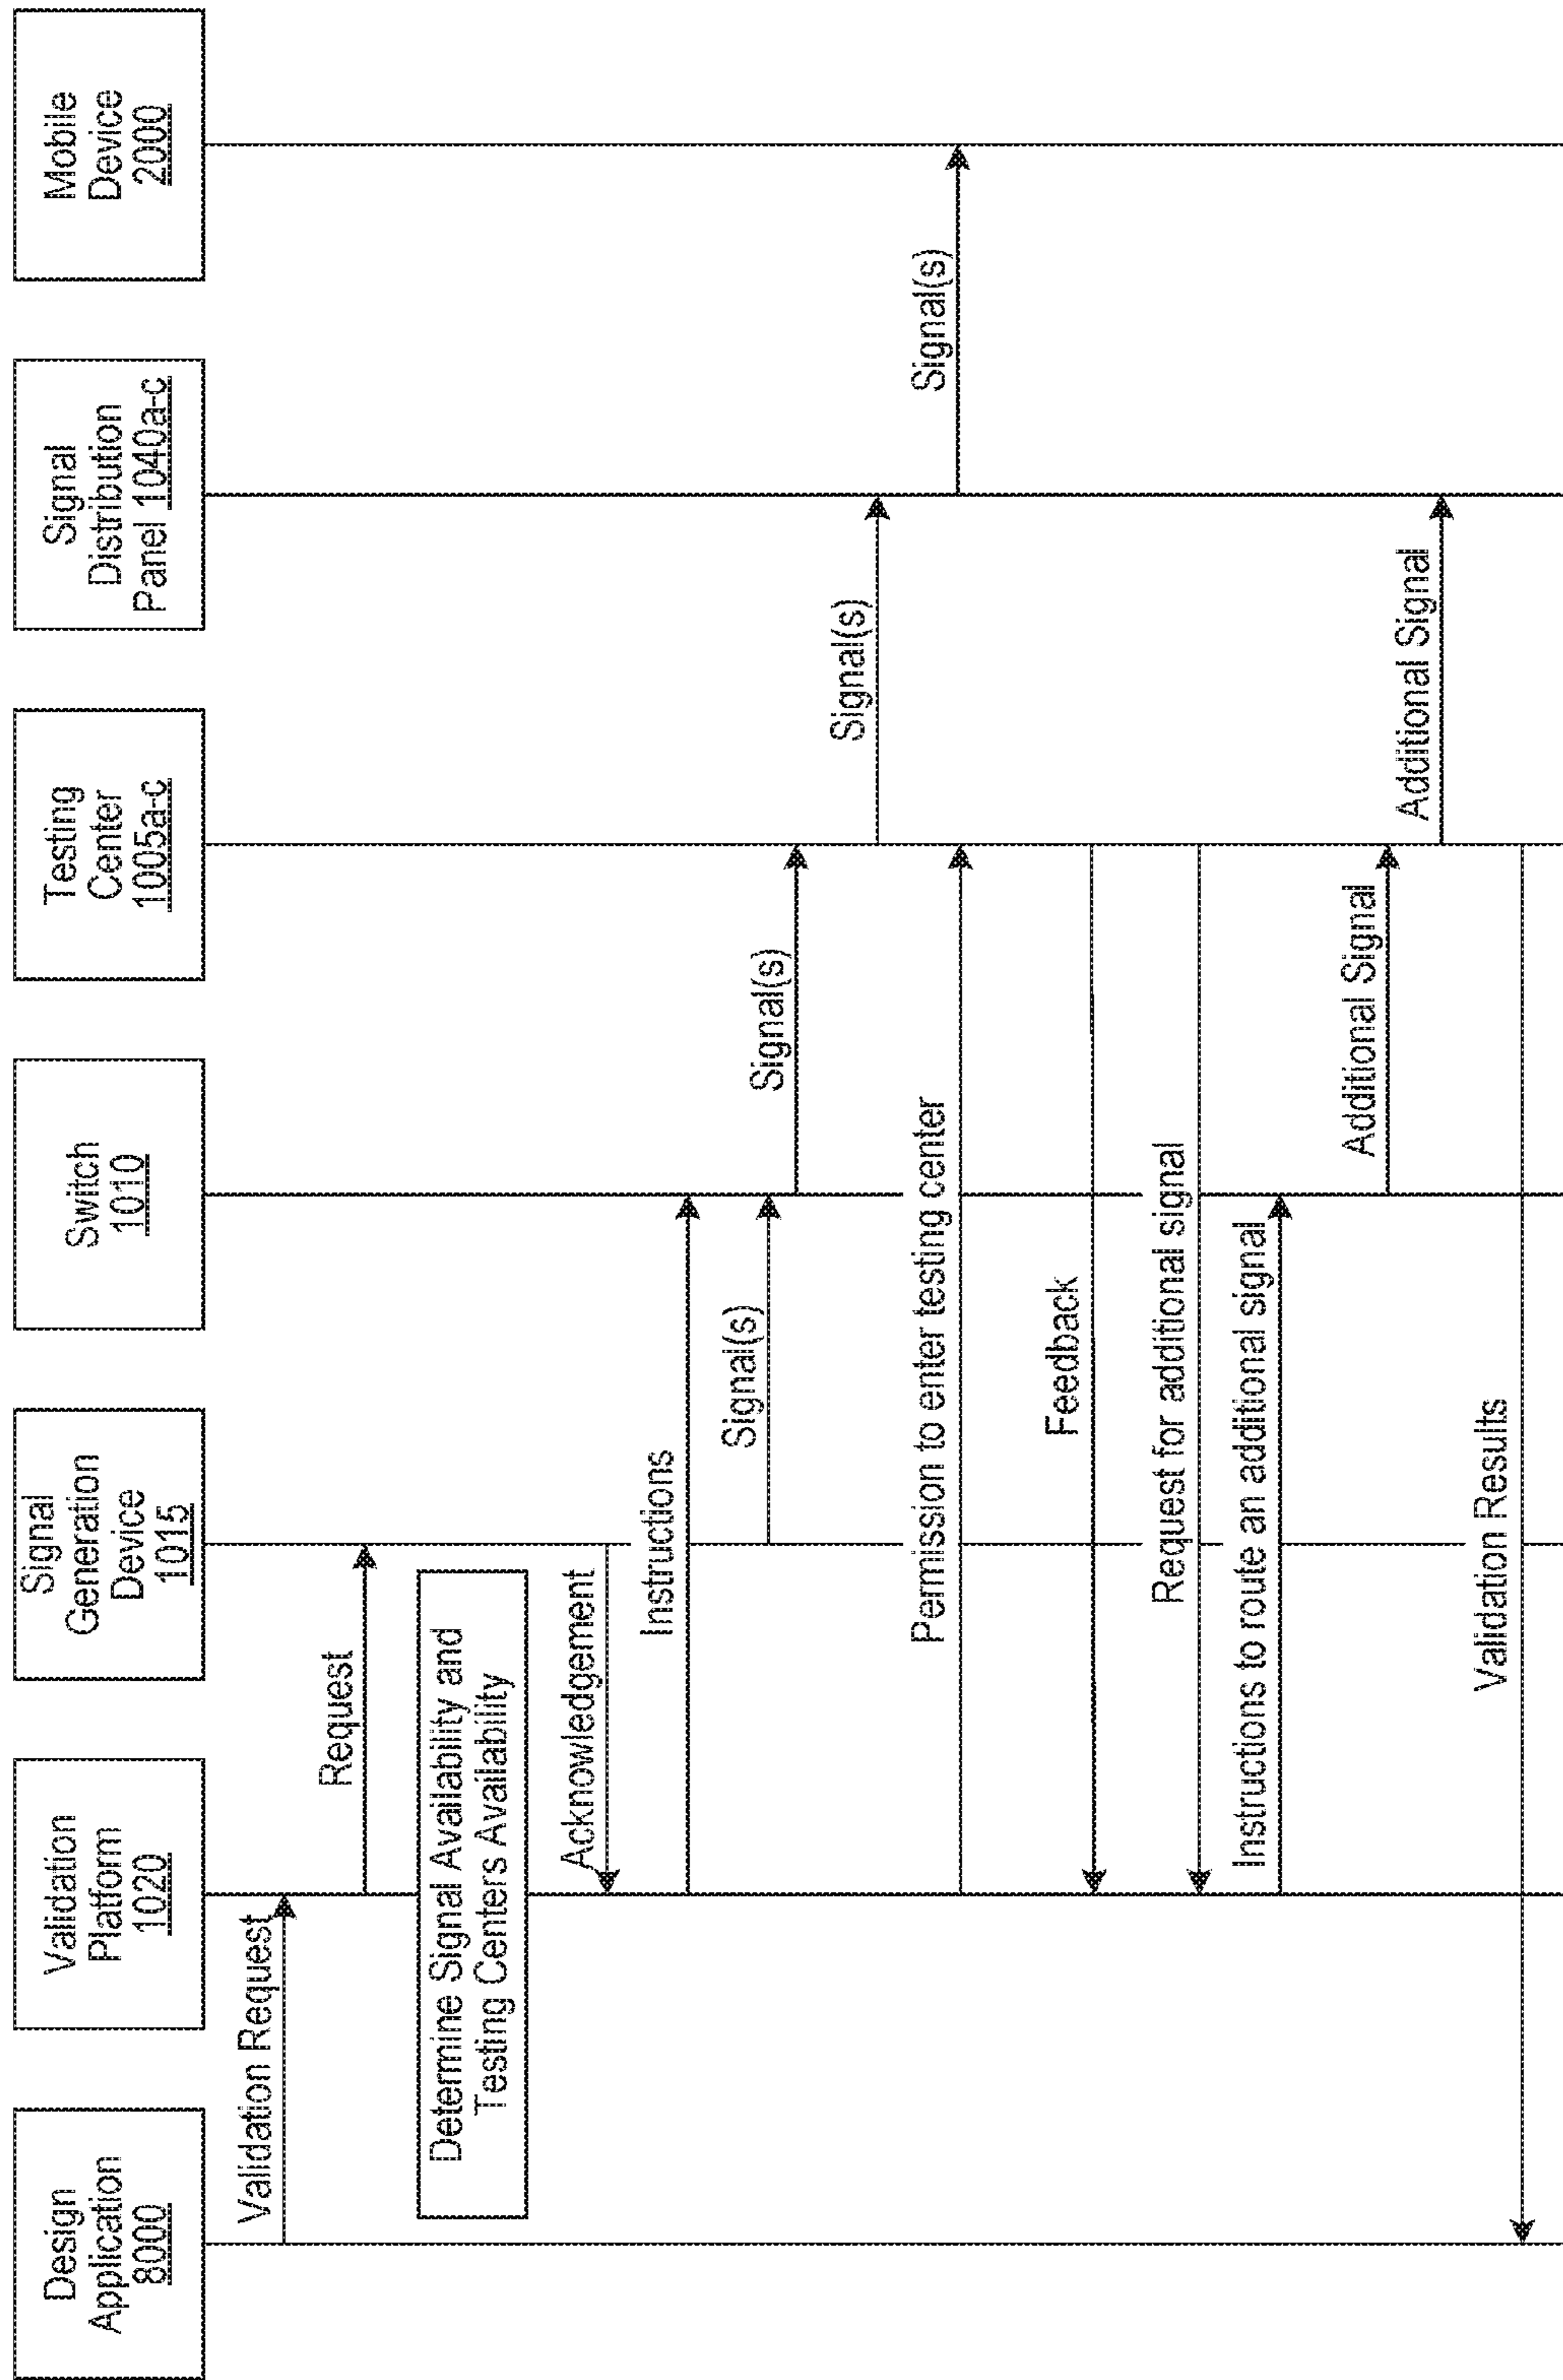 Design
Application
8000
Validation
Platform
1020
Signal
Generation
Device
1015
Switch
1010
Testing
Center
1005a-c
Signal
Distribution
Panel 1040a-c
Mobile
Device
2000
Validation Request
Request
Determine Signal Availability and
Testing Centers Availability
Acknowledgement
Instructions
Signal(s)
Signal(s)
Signal(s)
Permission to enter testing center
Signal(s)
Feedback
Request for additional signal
Instructions to route an additional signal
Additional Signal
Additional Signal
Validation Results